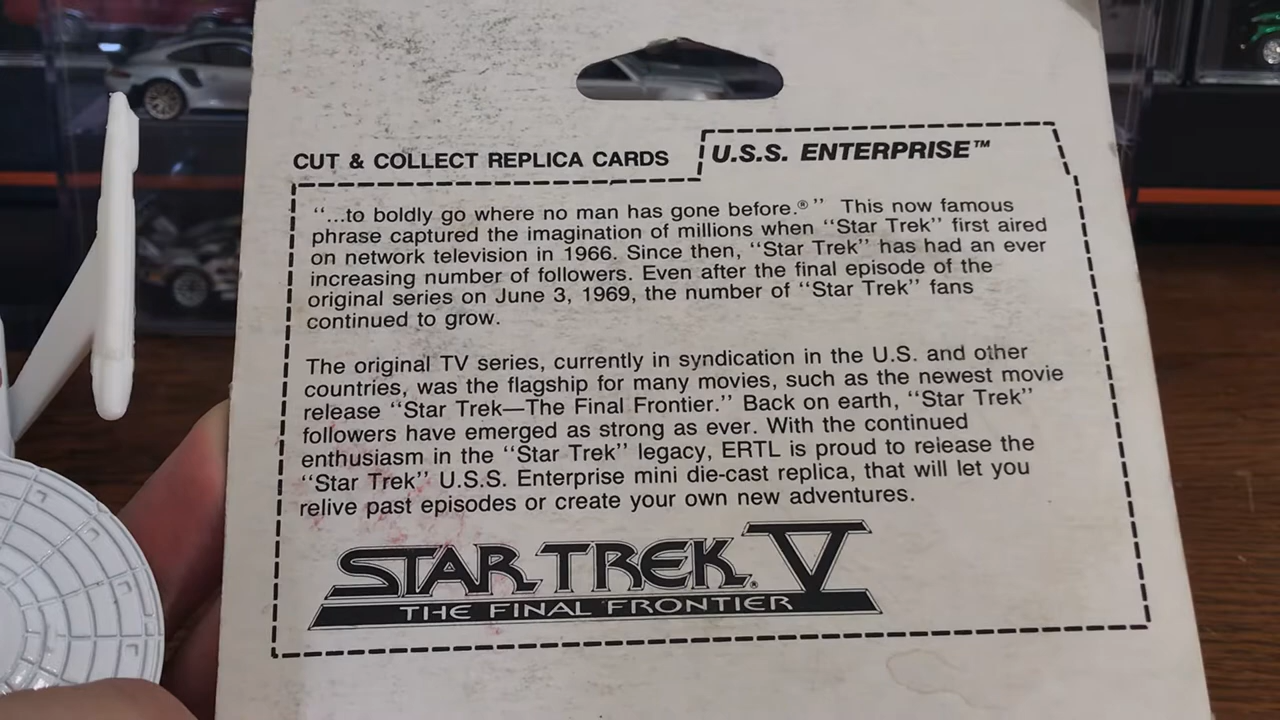 CUT & COLLECT REPLICA CARDS
U.S.S. ENTERPRISE™
“...to boldly go where no man has gone before.®” This now famous
phrase captured the imagination of millions when “Star Trek” first aired
on network television in 1966. Since then, “Star Trek” has had an ever
increasing number of followers. Even after the final episode of the
original series on June 3, 1969, the number of “Star Trek” fans
continued to grow.
The original TV series, currently in syndication in the U.S. and other
countries, was the flagship for many movies, such as the newest movie
release “Star Trek—The Final Frontier.” Back on earth, “Star Trek”
followers have emerged as strong as ever. With the continued
enthusiasm in the “Star Trek” legacy, ERTL is proud to release the
“Star Trek” U.S.S. Enterprise mini die-cast replica, that will let you
relive past episodes or create your own new adventures.
STAR TREK® V
THE FINAL FRONTIER